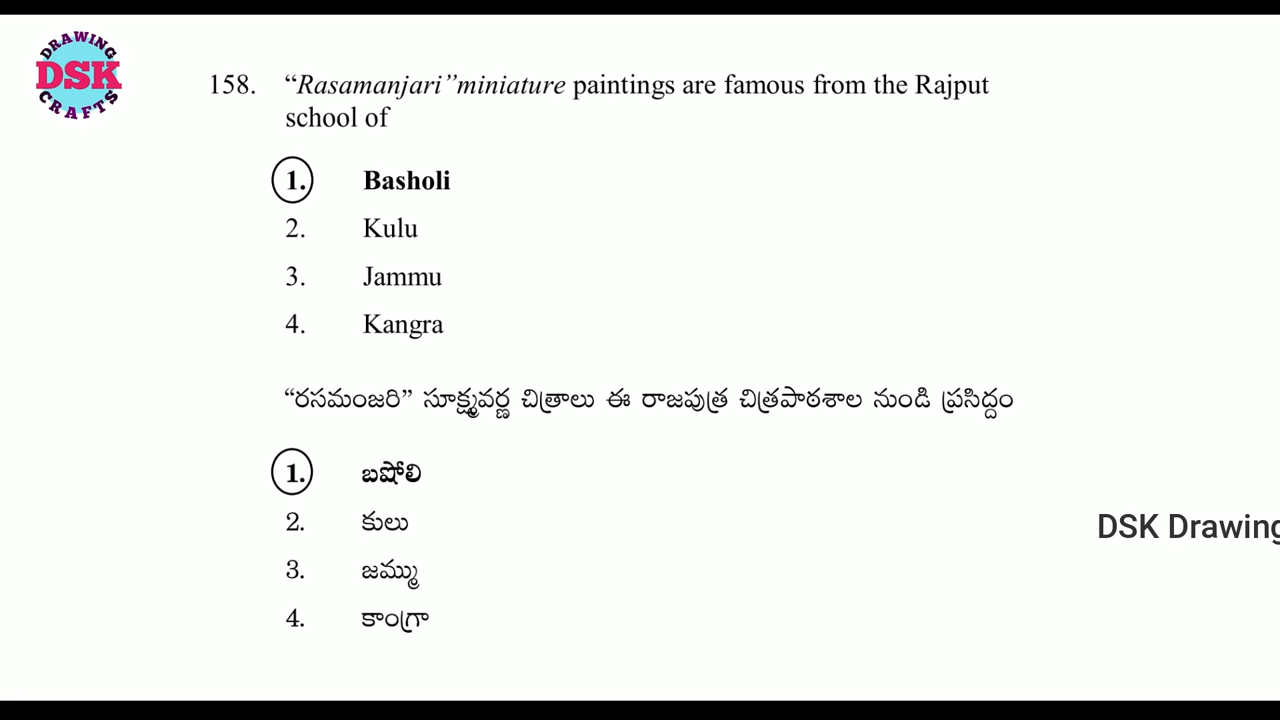 DRAWING
DSK
CRAFTS
158. “Rasamanjari”miniature paintings are famous from the Rajput
school of
1. Basholi
2. Kulu
3. Jammu
4. Kangra
“రసమంజరి” సూక్ష్మవర్ణ చిత్రాలు ఈ రాజపుత్ర చిత్రపాఠశాల నుండి ప్రసిద్దం
1. బషోలి
2. కులు
3. జమ్ము
4. కాంగ్రా
DSK Drawing